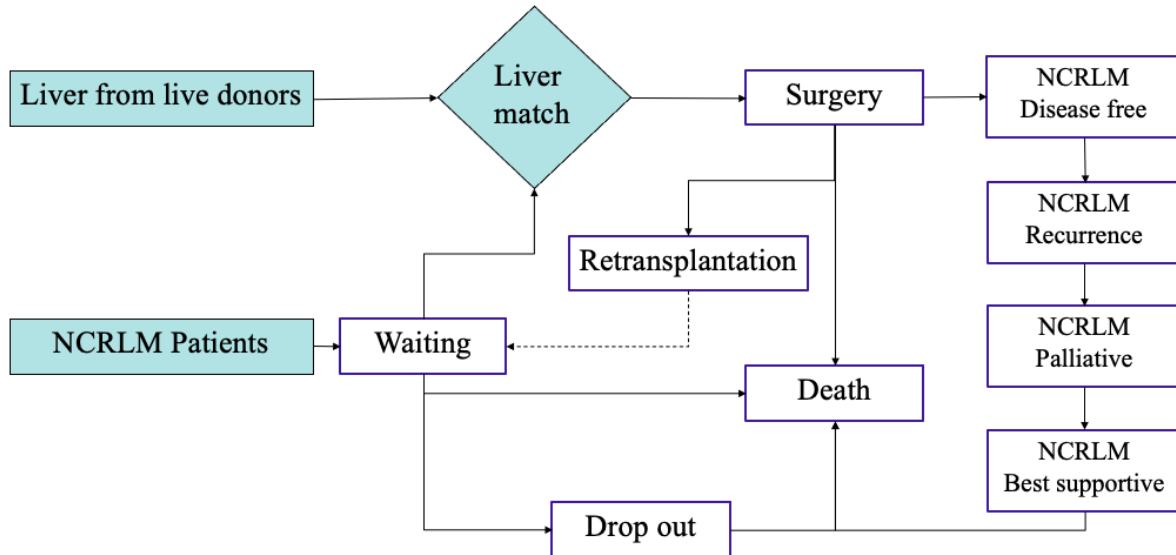 Liver from live donors
Liver
match
Surgery
NCRLM
Disease free
NCRLM
Recurrence
Retransplantation
NCRLM Patients
Waiting
NCRLM
Palliative
Death
NCRLM
Best supportive
Drop out